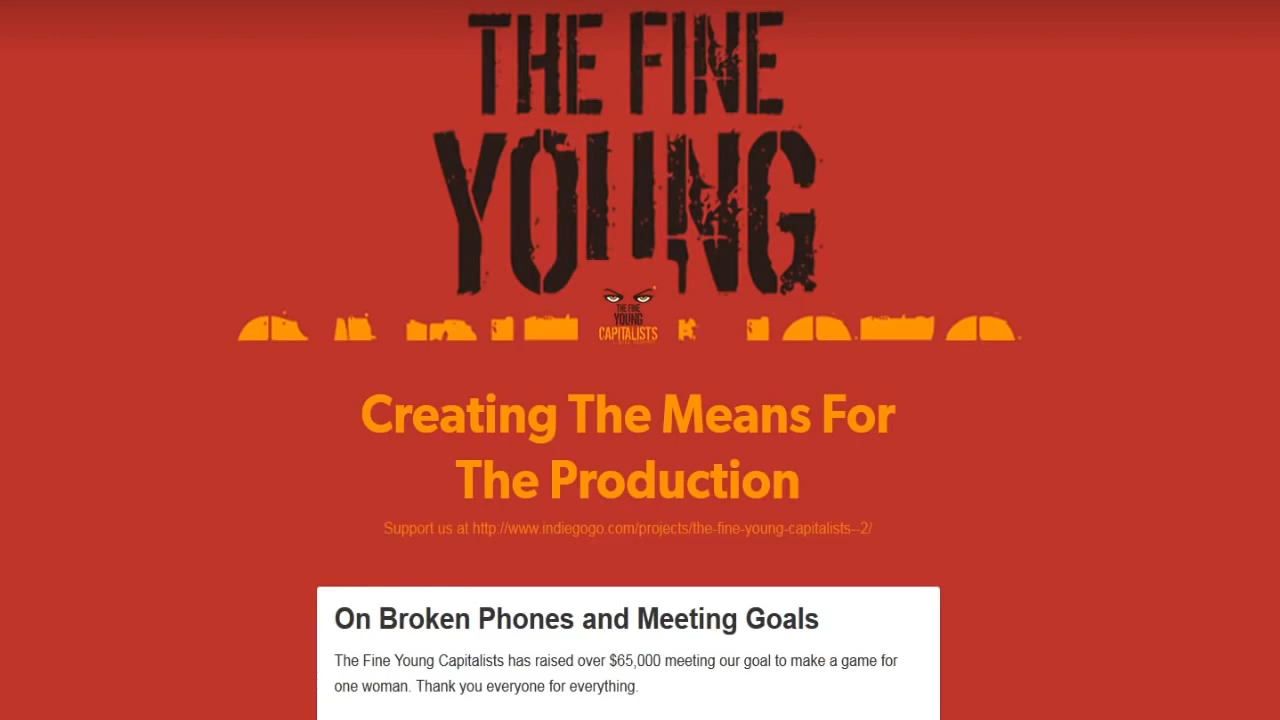 THE FINE
YOUNG
THE FINE
YOUNG
CAPITALISTS
Creating The Means For
The Production
Support us at http://www.indiegogo.com/projects/the-fine-young-capitalists--2/
On Broken Phones and Meeting Goals
The Fine Young Capitalists has raised over $65,000 meeting our goal to make a game for
one woman. Thank you everyone for everything.